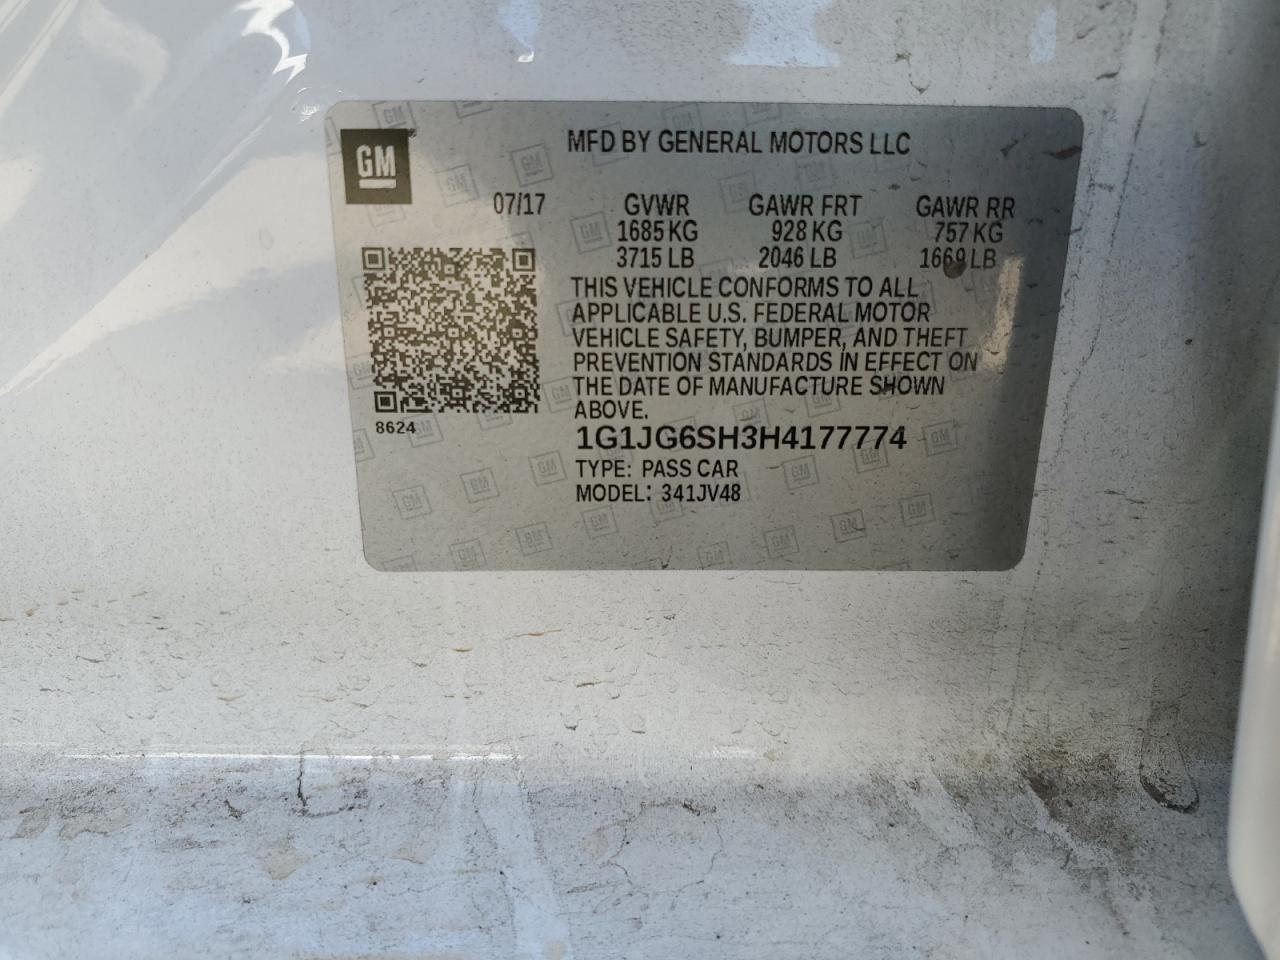 GM
MFD BY GENERAL MOTORS LLC
07/17 GVWR GAWR FRT GAWR RR
1685 KG 928 KG 757 KG
3715 LB 2046 LB 1669 LB
THIS VEHICLE CONFORMS TO ALL
APPLICABLE U.S. FEDERAL MOTOR
VEHICLE SAFETY, BUMPER, AND THEFT
PREVENTION STANDARDS IN EFFECT ON
THE DATE OF MANUFACTURE SHOWN
ABOVE.
8624
1G1JG6SH3H4177774
TYPE: PASS CAR
MODEL: 341JV48